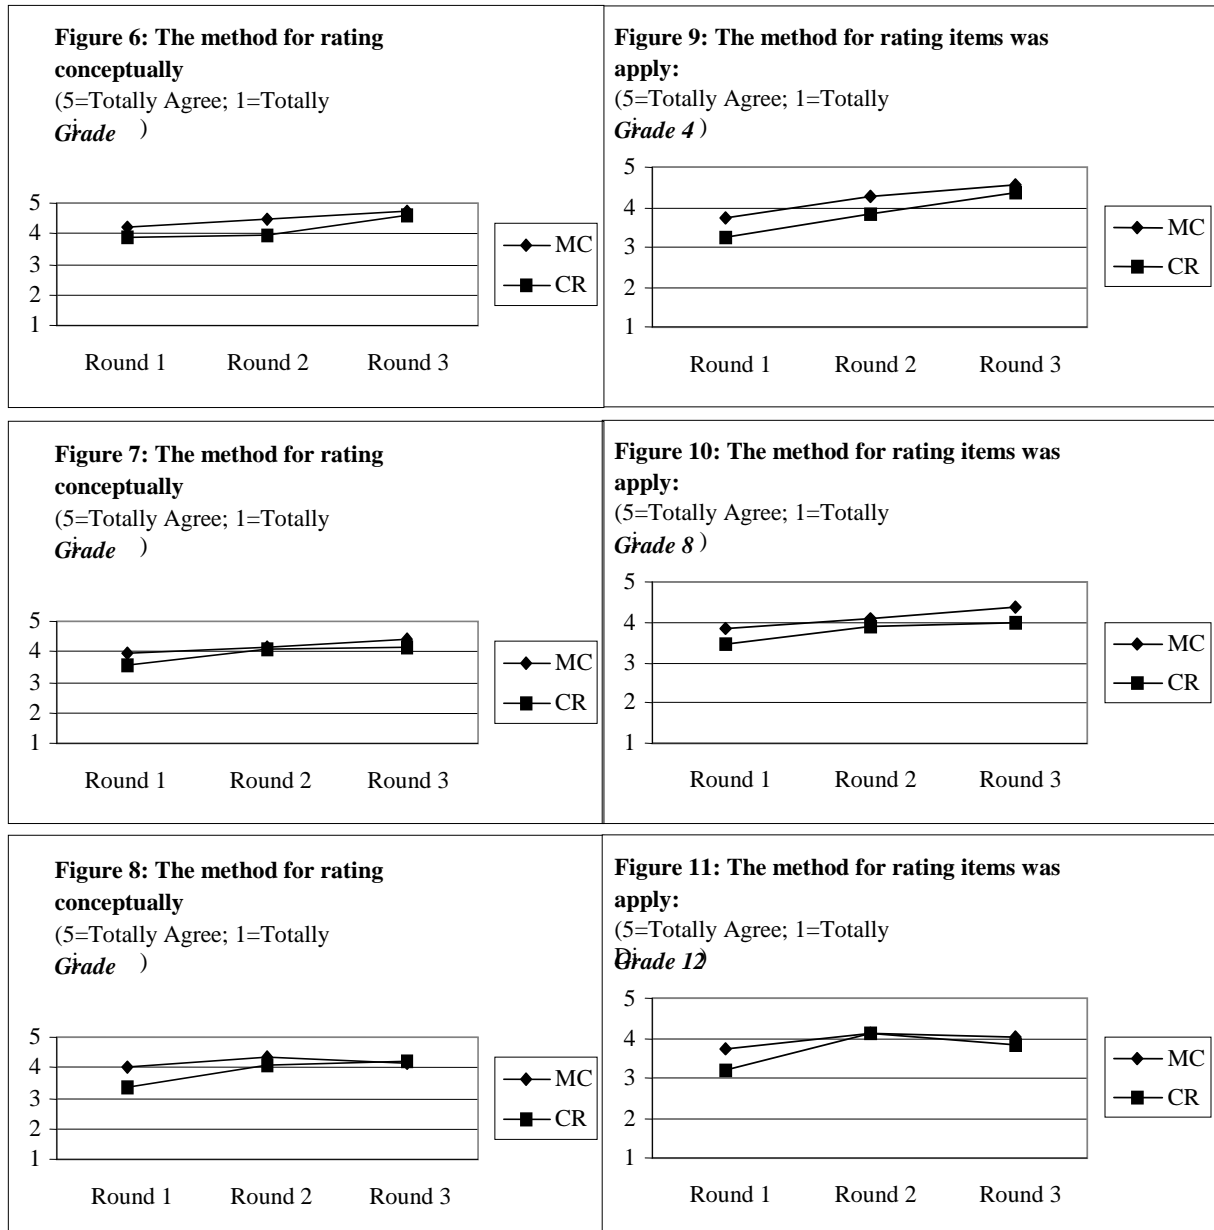 Figure 6: The method for rating
conceptually
(5=Totally Agree; 1=Totally
Grade )
5
4
3
2
1
Round 1 Round 2 Round 3
MC
CR
Figure 9: The method for rating items was
apply:
(5=Totally Agree; 1=Totally
Grade 4 )
5
4
3
2
1
Round 1 Round 2 Round 3
MC
CR
Figure 7: The method for rating
conceptually
(5=Totally Agree; 1=Totally
Grade )
5
4
3
2
1
Round 1 Round 2 Round 3
MC
CR
Figure 10: The method for rating items was
apply:
(5=Totally Agree; 1=Totally
Grade 8 )
5
4
3
2
1
Round 1 Round 2 Round 3
MC
CR
Figure 8: The method for rating
conceptually
(5=Totally Agree; 1=Totally
Grade )
5
4
3
2
1
Round 1 Round 2 Round 3
MC
CR
Figure 11: The method for rating items was
apply:
(5=Totally Agree; 1=Totally
Grade 12 )
5
4
3
2
1
Round 1 Round 2 Round 3
MC
CR